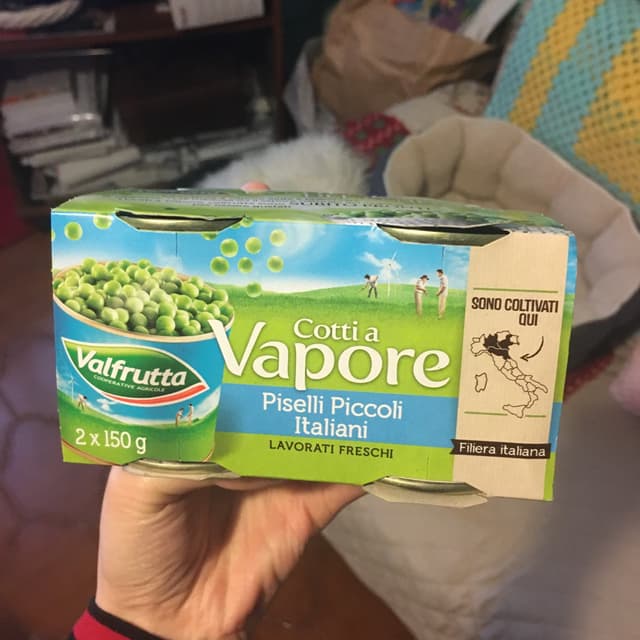 Valfrutta
COOPERATIVE AGRICOLE
2 x 150 g
Cotti a
Vapore
Piselli Piccoli
Italiani
LAVORATI FRESCHI
SONO COLTIVATI
QUI
Filiera italiana